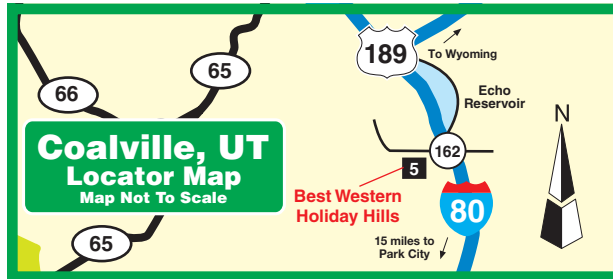 189
To Wyoming
65
66
Echo
Reservoir
N
Coalville, UT
Locator Map
Map Not To Scale
162
5
Best Western
Holiday Hills
80
65
15 miles to
Park City